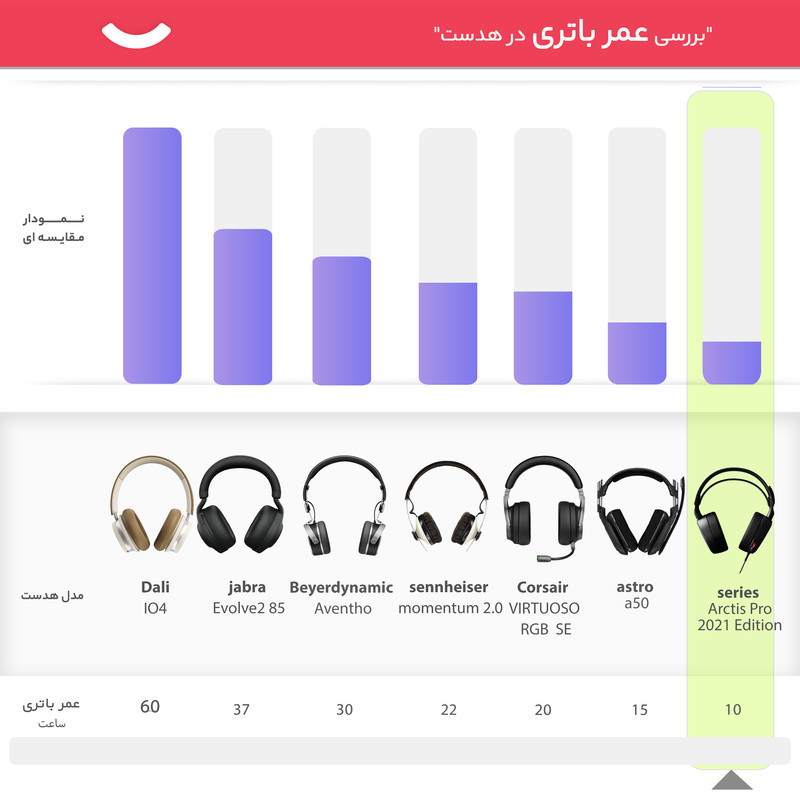 "بررسی عمر باتری در هدست"
نـــمــــودار
مـقایـسـه ای
مدل هدست
Dali
IO4
jabra
Evolve2 85
Beyerdynamic
Aventho
sennheiser
momentum 2.0
Corsair
VIRTUOSO
RGB SE
astro
a50
series
Arctis Pro
2021 Edition
عمر باتری
ساعت
60
37
30
22
20
15
10